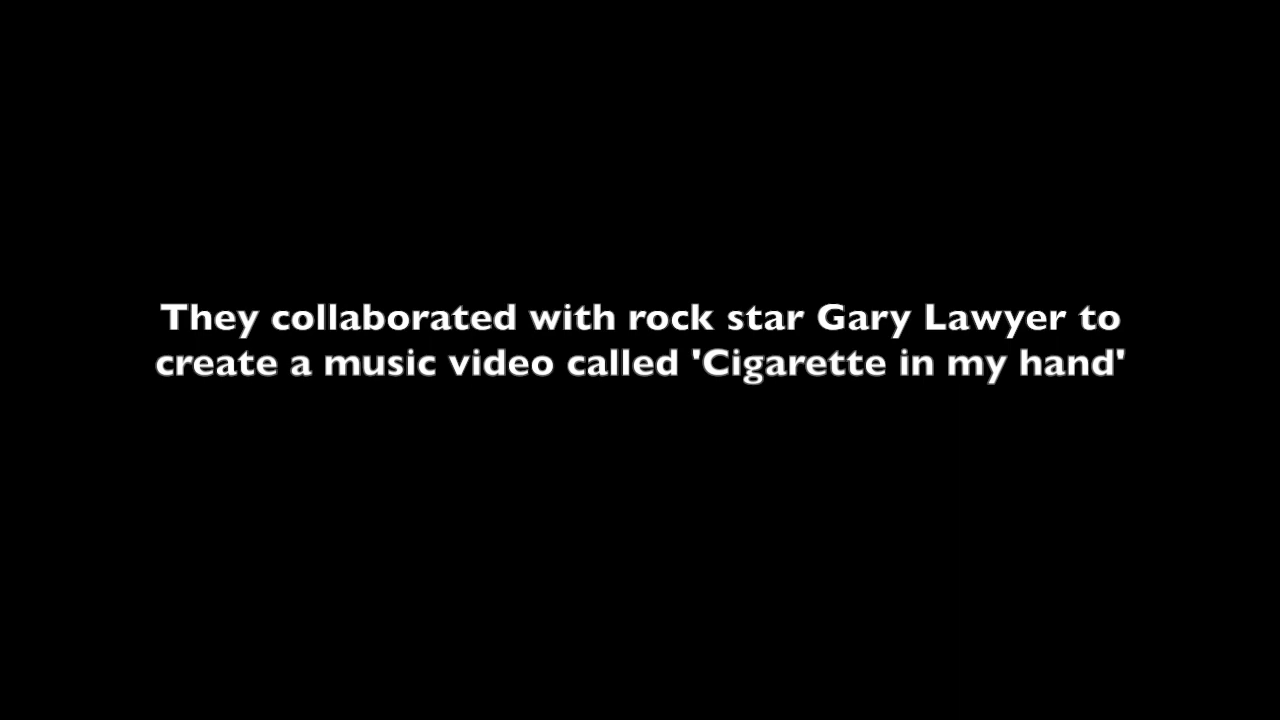 They collaborated with rock star Gary Lawyer to
create a music video called 'Cigarette in my hand'